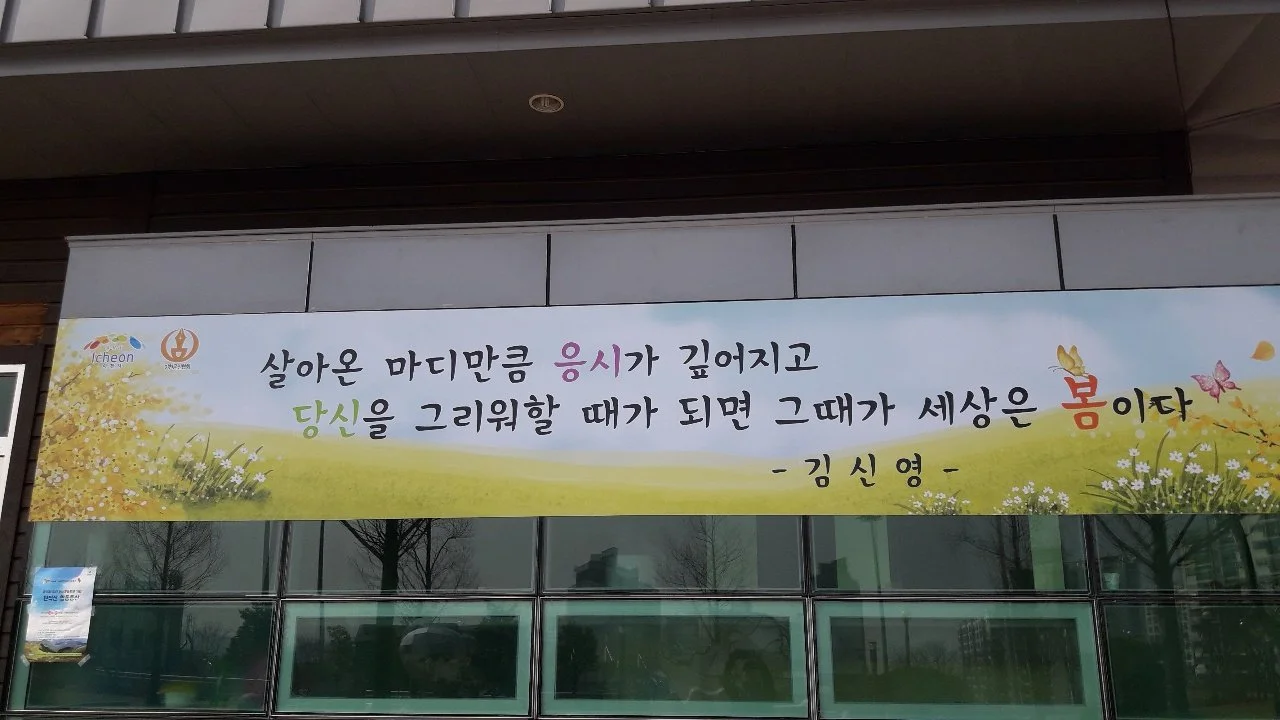 Icheon
살아온 마디만큼 응시가 깊어지고
당신을 그리워할 때가 되면 그때가 세상은 봄이다
- 김 신 영 -